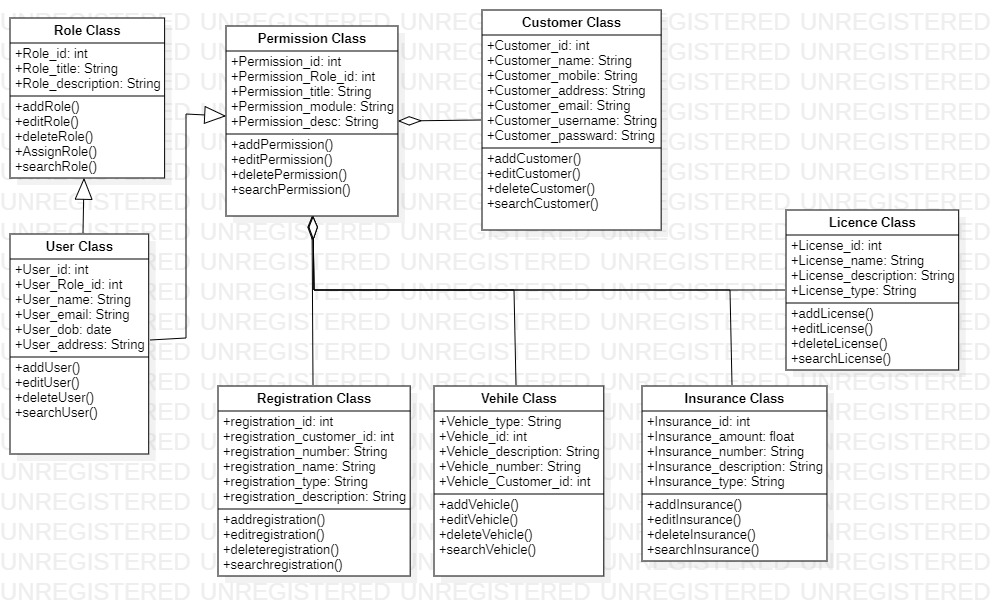 Role Class
+Role_id: int
+Role_title: String
+Role_description: String
+addRole()
+editRole()
+deleteRole()
+AssignRole()
+searchRole()
Permission Class
+Permission_id: int
+Permission_Role_id: int
+Permission_title: String
+Permission_module: String
+Permission_desc: String
+addPermission()
+editPermission()
+deletePermission()
+searchPermission()
Customer Class
+Customer_id: int
+Customer_name: String
+Customer_mobile: String
+Customer_address: String
+Customer_email: String
+Customer_username: String
+Customer_passward: String
+addCustomer()
+editCustomer()
+deleteCustomer()
+searchCustomer()
User Class
+User_id: int
+User_Role_id: int
+User_name: String
+User_email: String
+User_dob: date
+User_address: String
+addUser()
+editUser()
+deleteUser()
+searchUser()
Licence Class
+License_id: int
+License_name: String
+License_description: String
+License_type: String
+addLicense()
+editLicense()
+deleteLicense()
+searchLicense()
Registration Class
+registration_id: int
+registration_customer_id: int
+registration_number: String
+registration_name: String
+registration_type: String
+registration_description: String
+addregistration()
+editregistration()
+deleteregistration()
+searchregistration()
Vehile Class
+Vehicle_type: String
+Vehicle_id: int
+Vehicle_description: String
+Vehicle_number: String
+Vehicle_Customer_id: int
+addVehicle()
+editVehicle()
+deleteVehicle()
+searchVehicle()
Insurance Class
+Insurance_id: int
+Insurance_amount: float
+Insurance_number: String
+Insurance_description: String
+Insurance_type: String
+addInsurance()
+editInsurance()
+deleteInsurance()
+searchInsurance()
UNREGISTERED